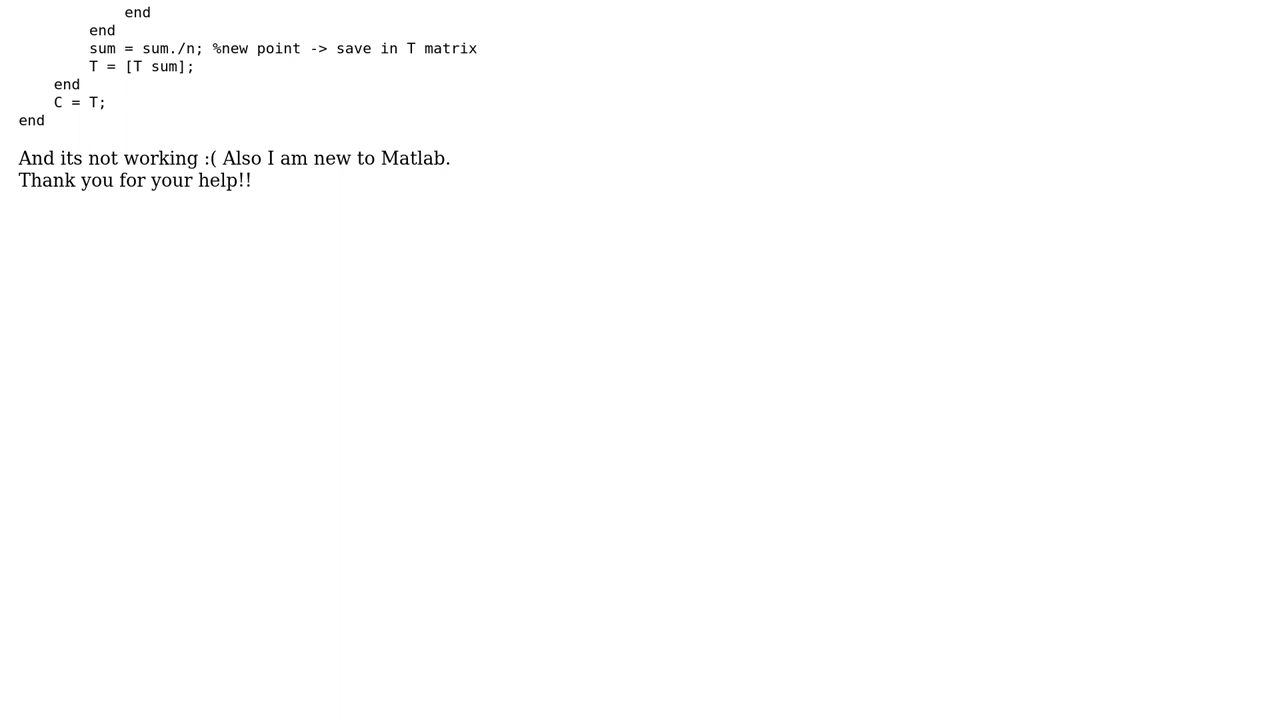 end
end
sum = sum./n; %new point -> save in T matrix
T = [T sum];
end
C = T;
end
And its not working :( Also I am new to Matlab.
Thank you for your help!!